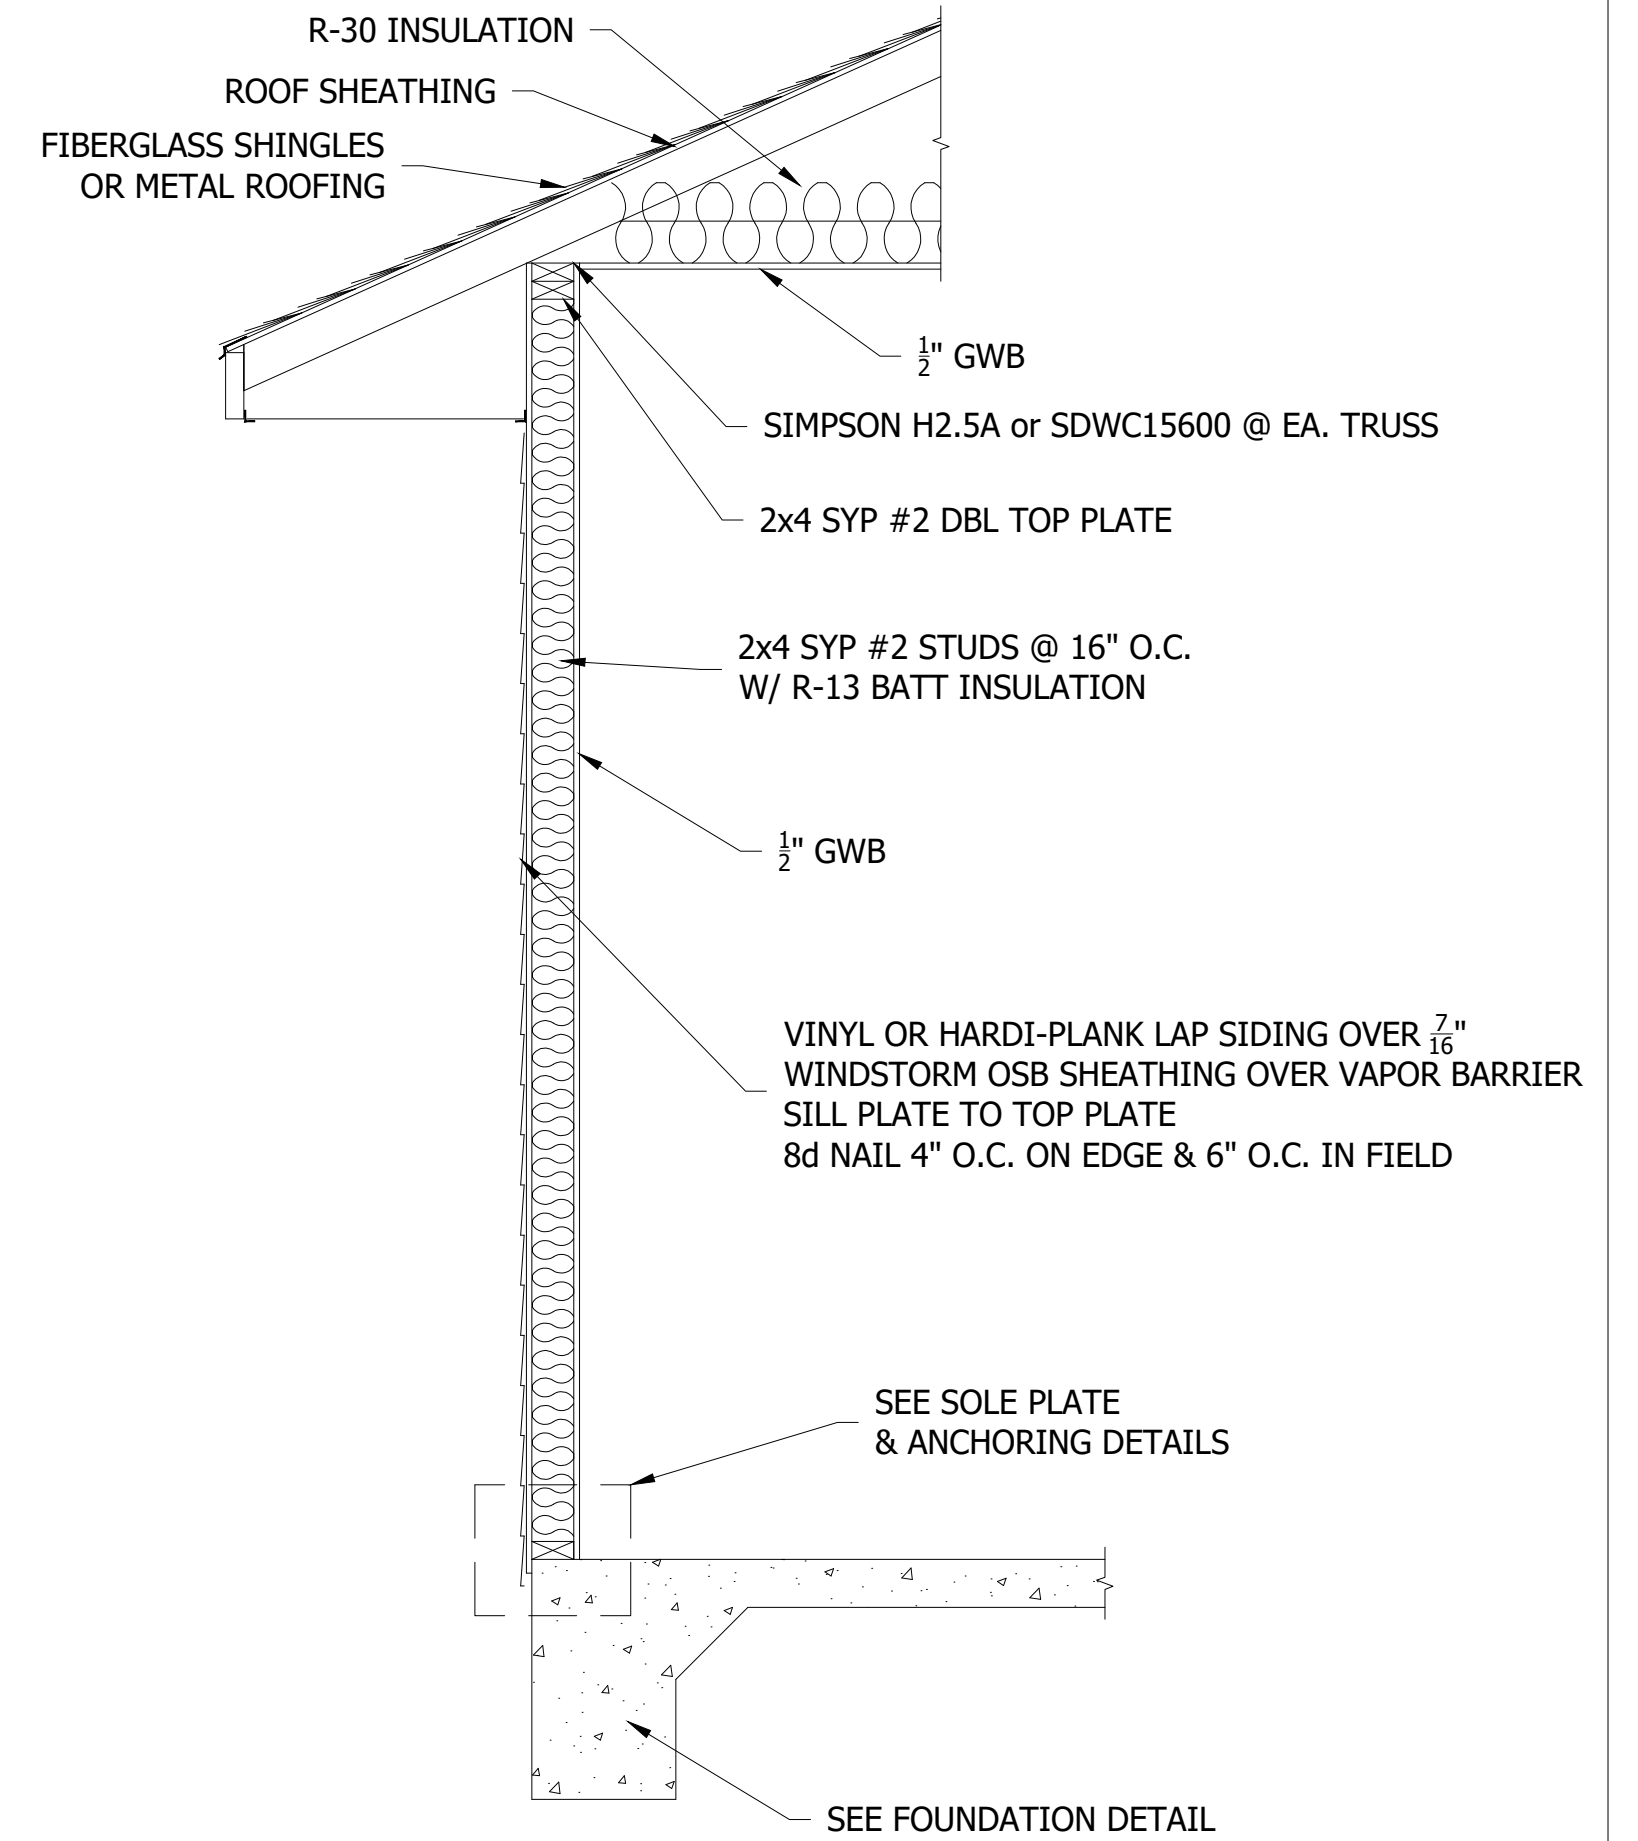 R-30 INSULATION
ROOF SHEATHING
FIBERGLASS SHINGLES
OR METAL ROOFING
1/2" GWB
SIMPSON H2.5A or SDWC15600 @ EA. TRUSS
2x4 SYP #2 DBL TOP PLATE
2x4 SYP #2 STUDS @ 16" O.C.
W/ R-13 BATT INSULATION
1/2" GWB
VINYL OR HARDI-PLANK LAP SIDING OVER 7/16"
WINDSTORM OSB SHEATHING OVER VAPOR BARRIER
SILL PLATE TO TOP PLATE
8d NAIL 4" O.C. ON EDGE & 6" O.C. IN FIELD
SEE SOLE PLATE
& ANCHORING DETAILS
SEE FOUNDATION DETAIL